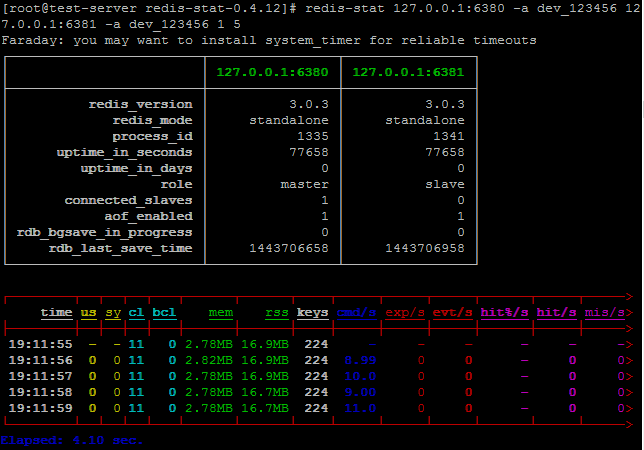 [root@test-server redis-stat-0.4.12]# redis-stat 127.0.0.1:6380 -a dev_123456 12
7.0.0.1:6381 -a dev_123456 1 5
Faraday: you may want to install system_timer for reliable timeouts
127.0.0.1:6380 127.0.0.1:6381
redis_version 3.0.3 3.0.3
redis_mode standalone standalone
process_id 1335 1341
uptime_in_seconds 77658 77658
uptime_in_days 0 0
role master slave
connected_slaves 1 0
aof_enabled 1 1
rdb_bgsave_in_progress 0 0
rdb_last_save_time 1443706658 1443706958
time us sy cl bcl mem rss keys cmd/s exp/s evt/s hit%/s hit/s mis/s
19:11:55 - - 11 0 2.78MB 16.9MB 224 - - - - - -
19:11:56 0 0 11 0 2.82MB 16.9MB 224 8.99 0 0 - 0 0
19:11:57 0 0 11 0 2.78MB 16.9MB 224 10.0 0 0 - 0 0
19:11:58 0 0 11 0 2.78MB 16.7MB 224 9.00 0 0 - 0 0
19:11:59 0 0 11 0 2.78MB 16.7MB 224 11.0 0 0 - 0 0
Elapsed: 4.10 sec.